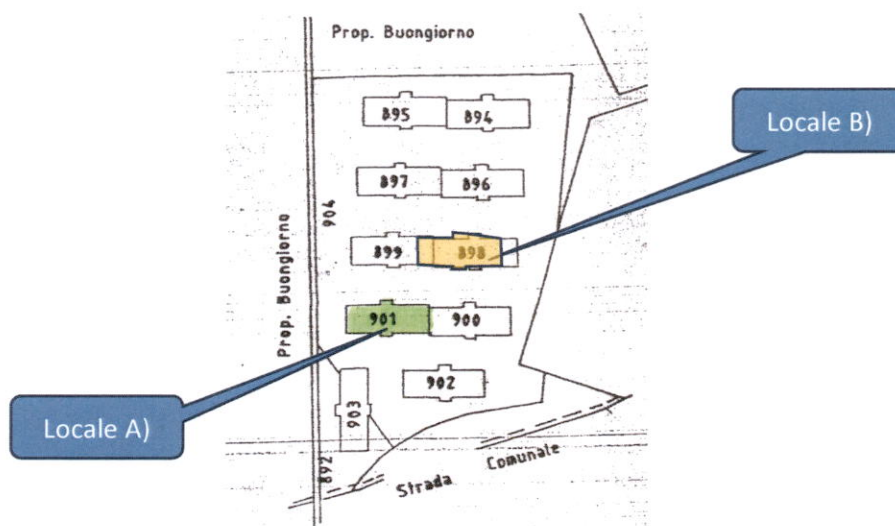 Prop. Buongiorno
895
894
Locale B)
897
896
904
899
898
Prop. Buongiorno
901
900
902
903
Locale A)
892
Strada
Comunale